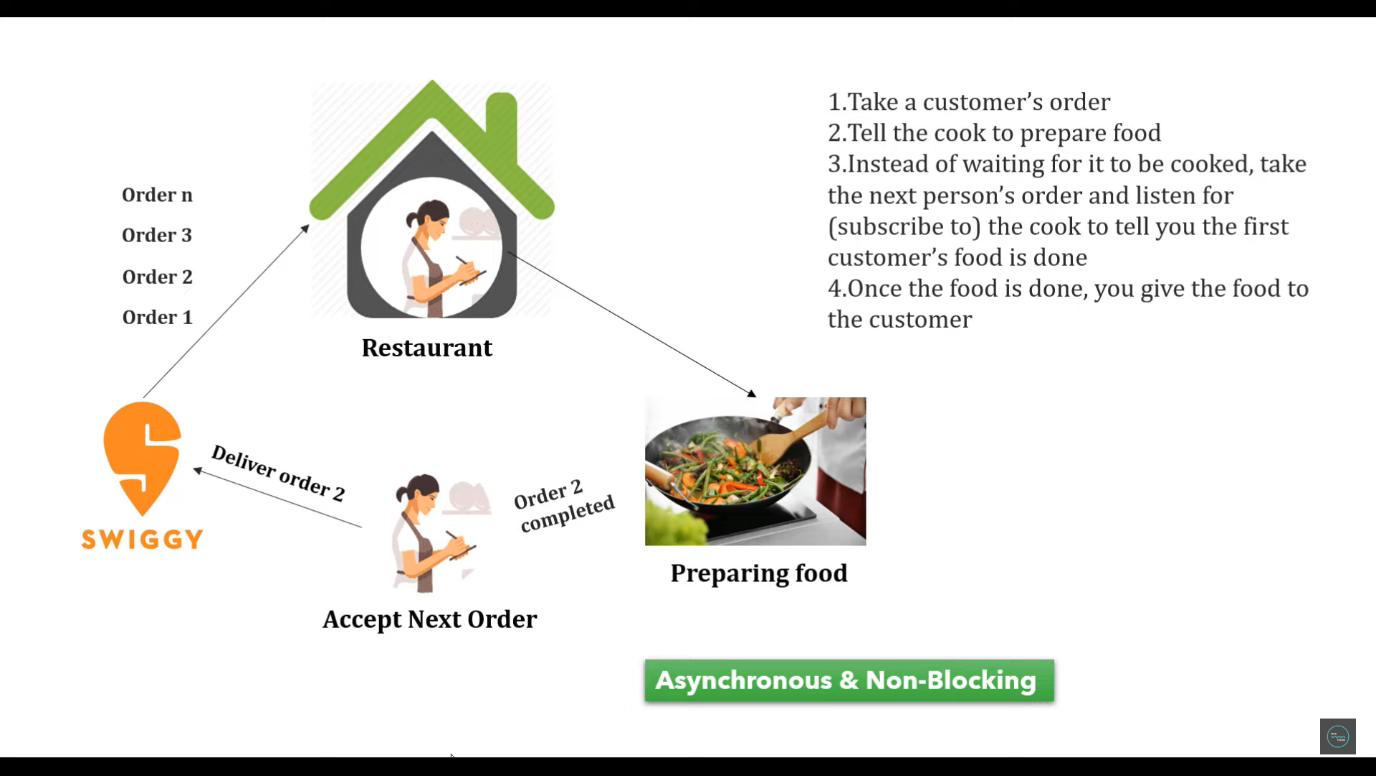 1.Take a customer's order
2.Tell the cook to prepare food
3.Instead of waiting for it to be cooked, take
the next person's order and listen for
(subscribe to) the cook to tell you the first
customer's food is done
4.Once the food is done, you give the food to
the customer
Order n
Order 3
Order 2
Order 1
Restaurant
SWIGGY
Deliver order 2
Order 2
completed
Accept Next Order
Preparing food
Asynchronous & Non-Blocking